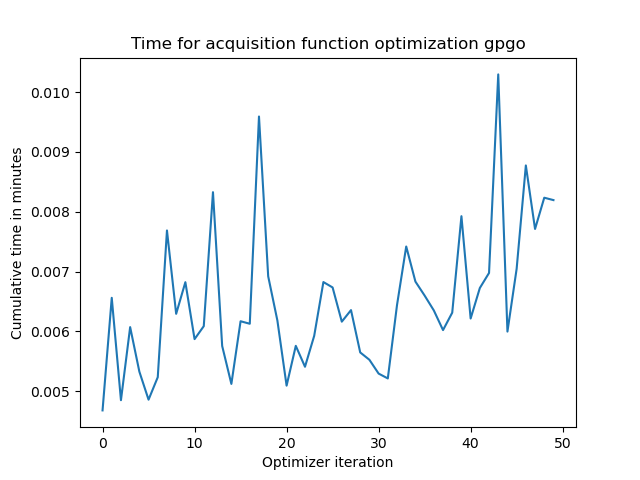 Time for acquisition function optimization gpgo
0.010
0.009
0.008
0.007
0.006
0.005
Cumulative time in minutes
0 10 20 30 40 50
Optimizer iteration